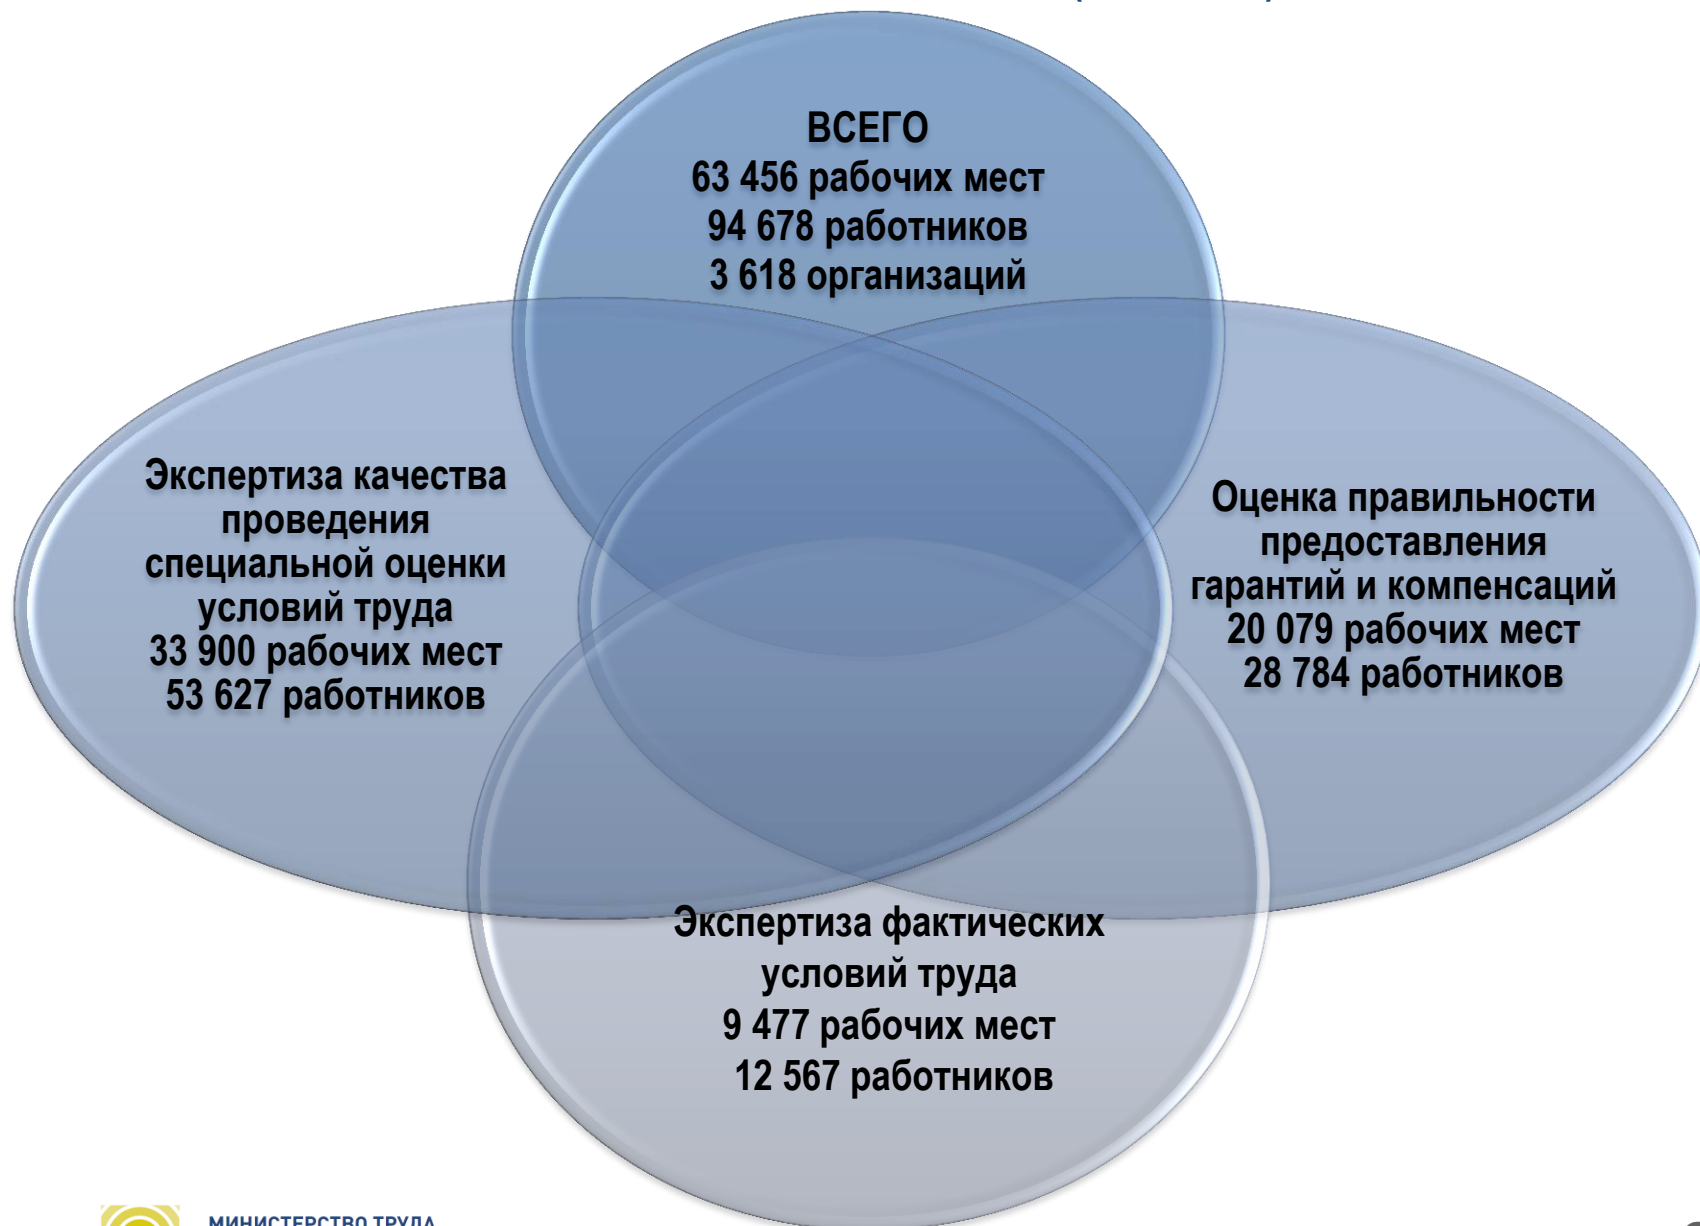 ВСЕГО
63 456 рабочих мест
94 678 работников
3 618 организаций
Экспертиза качества
проведения
специальной оценки
условий труда
33 900 рабочих мест
53 627 работников
Оценка правильности
предоставления
гарантий и компенсаций
20 079 рабочих мест
28 784 работников
Экспертиза фактических
условий труда
9 477 рабочих мест
12 567 работников
МИНИСТЕРСТВО ТРУДА